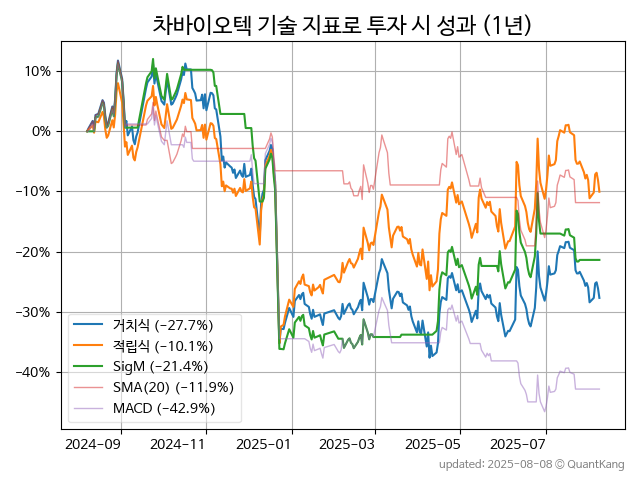 차바이오텍 기술 지표로 투자 시 성과 (1년)
10%
0%
−10%
−20%
−30%
−40%
거치식 (−27.7%)
적립식 (−10.1%)
SigM (−21.4%)
SMA(20) (−11.9%)
MACD (−42.9%)
2024-09
2024-11
2025-01
2025-03
2025-05
2025-07
updated: 2025-08-08 © QuantKang